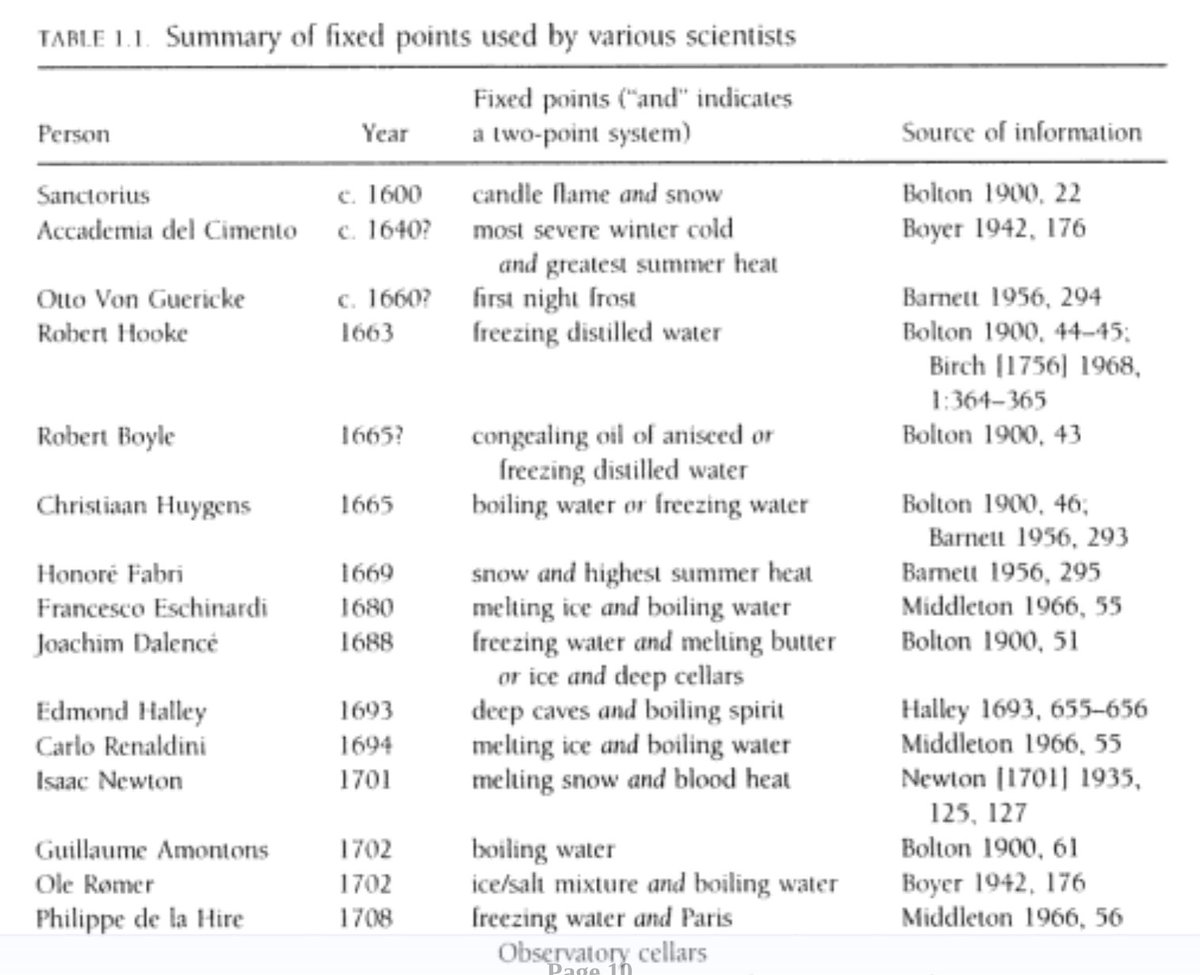 TABLE 1.1. Summary of fixed points used by various scientists
Fixed points ("and" indicates
Person Year a two-point system) Source of information
Sanctorius c. 1600 candle flame and snow Bolton 1900, 22
Accademia del Cimento c. 1640? most severe winter cold Boyer 1942, 176
and greatest summer heat
Otto Von Guericke c. 1660? first night frost Barnett 1956, 294
Robert Hooke 1663 freezing distilled water Bolton 1900, 44–45;
Birch [1756] 1968,
1:364–365
Robert Boyle 1665? congealing oil of aniseed or Bolton 1900, 43
freezing distilled water
Christiaan Huygens 1665 boiling water or freezing water Bolton 1900, 46;
Barnett 1956, 293
Honoré Fabri 1669 snow and highest summer heat Barnett 1956, 295
Francesco Eschinardi 1680 melting ice and boiling water Middleton 1966, 55
Joachim Dalencé 1688 freezing water and melting butter Bolton 1900, 51
or ice and deep cellars
Edmond Halley 1693 deep caves and boiling spirit Halley 1693, 655–656
Carlo Renaldini 1694 melting ice and boiling water Middleton 1966, 55
Isaac Newton 1701 melting snow and blood heat Newton [1701] 1935,
125, 127
Guillaume Amontons 1702 boiling water Bolton 1900, 61
Ole Rømer 1702 ice/salt mixture and boiling water Boyer 1942, 176
Philippe de la Hire 1708 freezing water and Paris Middleton 1966, 56
Observatory cellars
Page 10